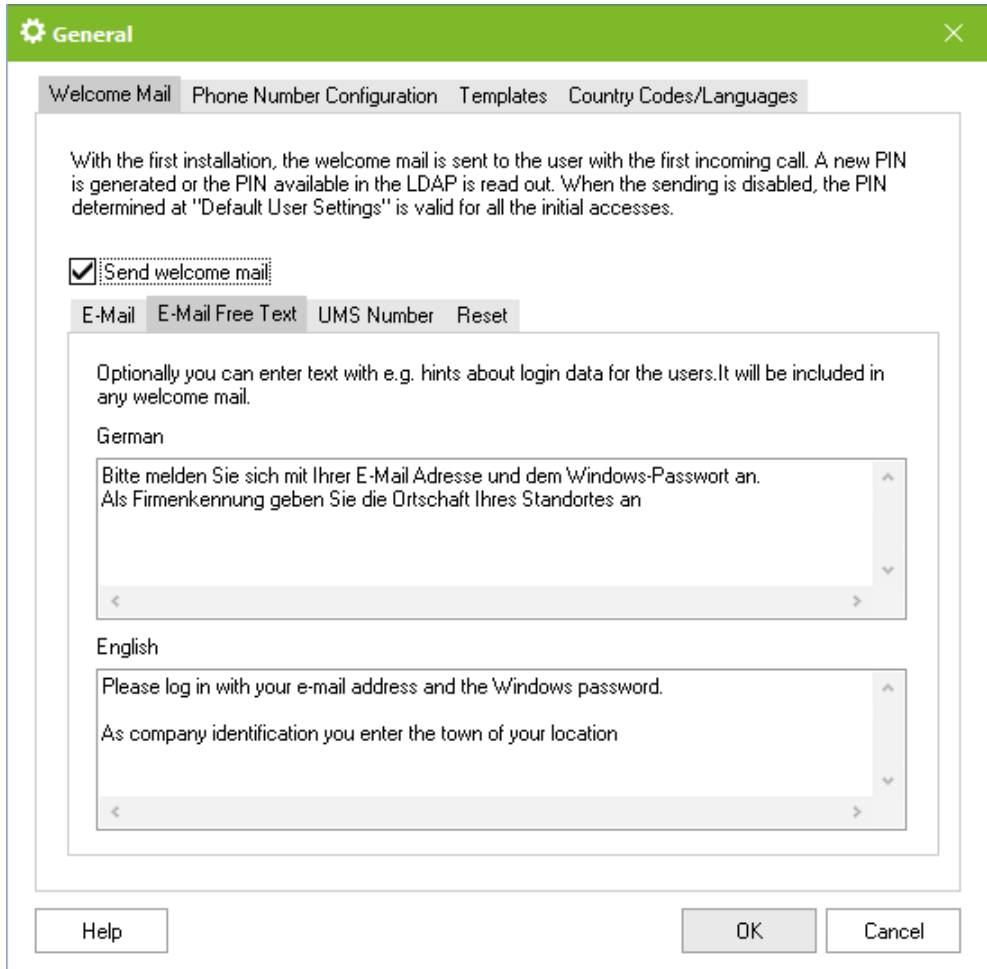 General
Welcome Mail Phone Number Configuration Templates Country Codes/Languages
With the first installation, the welcome mail is sent to the user with the first incoming call. A new PIN
is generated or the PIN available in the LDAP is read out. When the sending is disabled, the PIN
determined at "Default User Settings" is valid for all the initial accesses.
Send welcome mail
E-Mail E-Mail Free Text UMS Number Reset
Optionally you can enter text with e.g. hints about login data for the users.It will be included in
any welcome mail.
German
Bitte melden Sie sich mit Ihrer E-Mail Adresse und dem Windows-Passwort an.
Als Firmenkennung geben Sie die Ortschaft Ihres Standortes an
English
Please log in with your e-mail address and the Windows password.
As company identification you enter the town of your location
Help OK Cancel